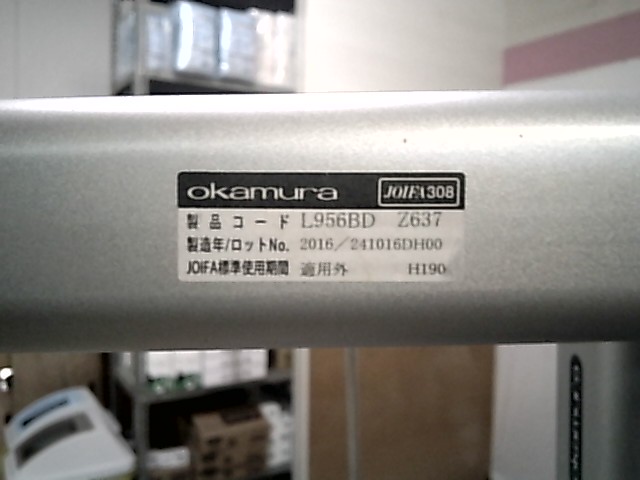 okamura JOIFA308
製品コード L956BD Z637
製造年/ロットNo. 2016/241016DH00
JOIFA標準使用期間 適用外 H190